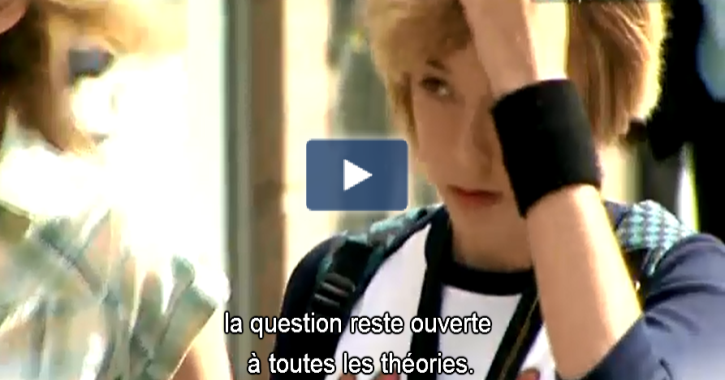 la question reste ouverte
à toutes les théories.